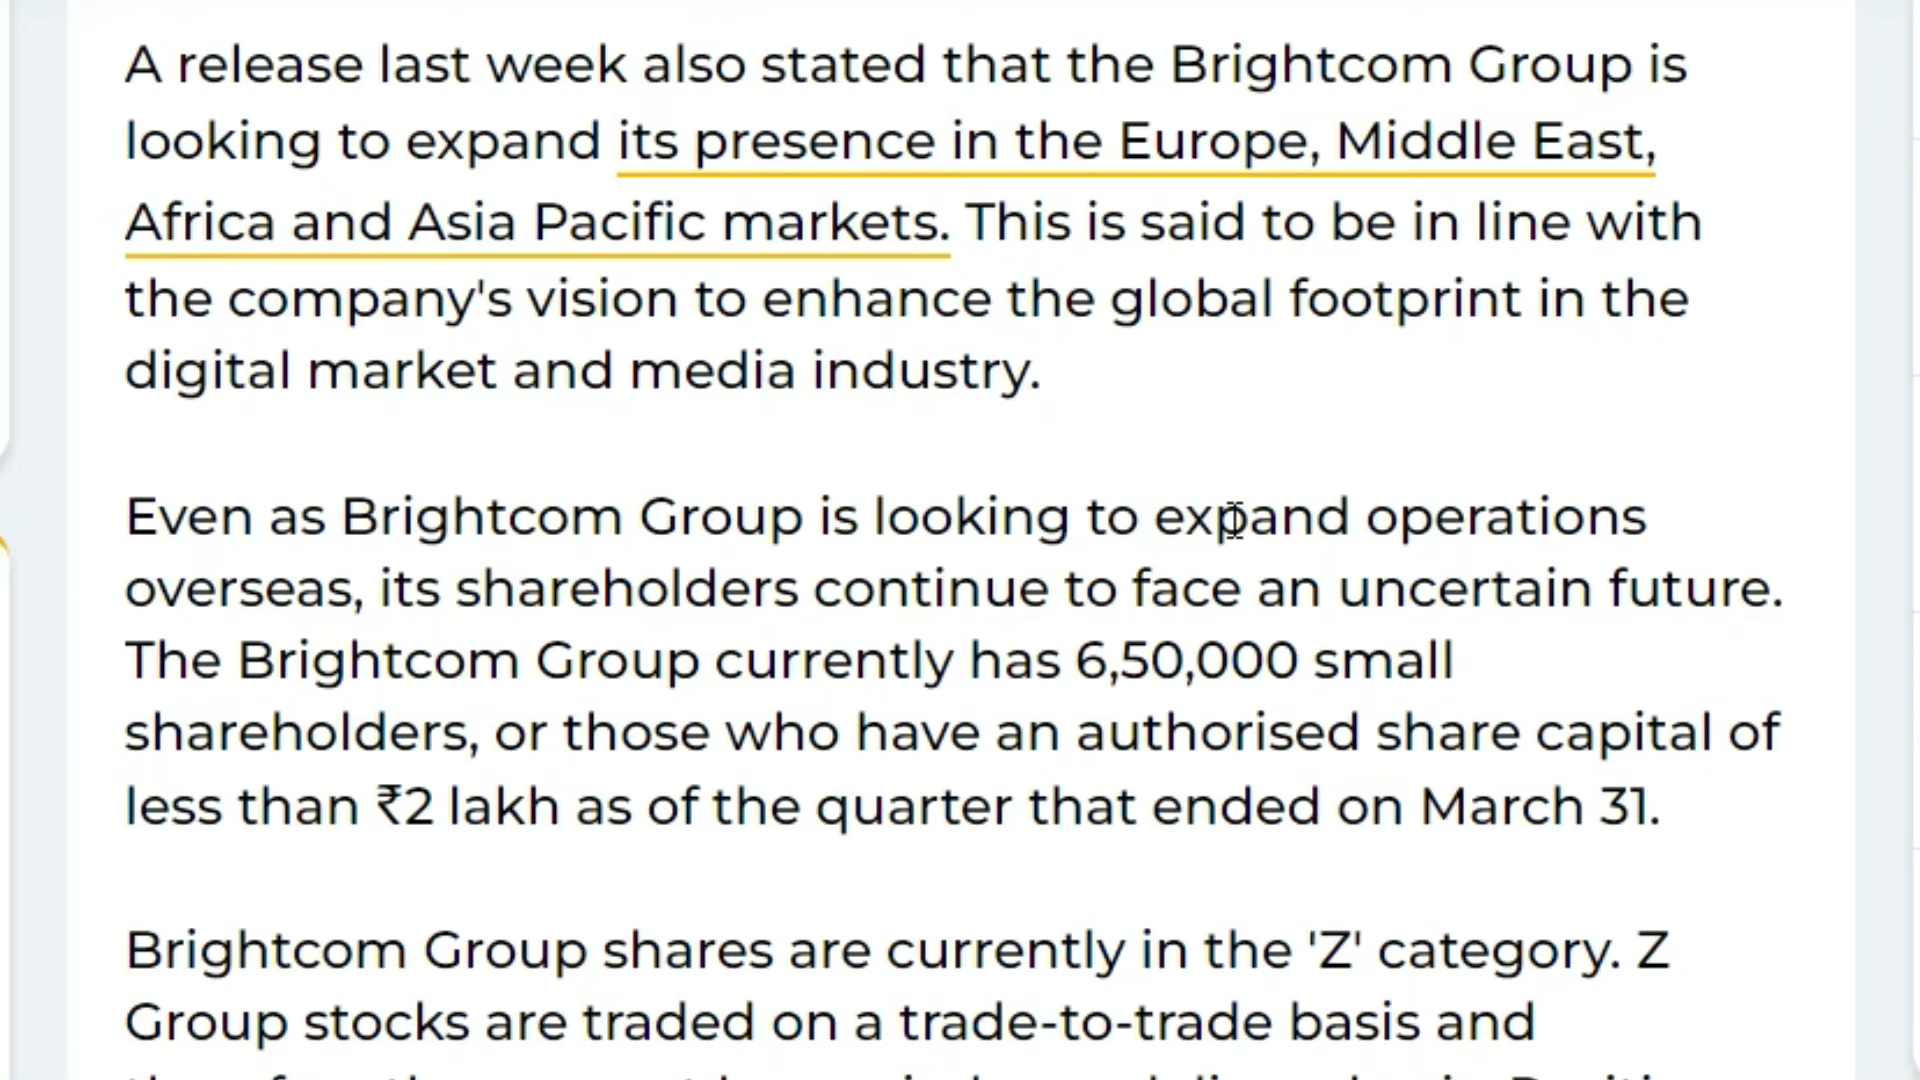 A release last week also stated that the Brightcom Group is
looking to expand its presence in the Europe, Middle East,
Africa and Asia Pacific markets. This is said to be in line with
the company's vision to enhance the global footprint in the
digital market and media industry.
Even as Brightcom Group is looking to expand operations
overseas, its shareholders continue to face an uncertain future.
The Brightcom Group currently has 6,50,000 small
shareholders, or those who have an authorised share capital of
less than ₹2 lakh as of the quarter that ended on March 31.
Brightcom Group shares are currently in the 'Z' category. Z
Group stocks are traded on a trade-to-trade basis and